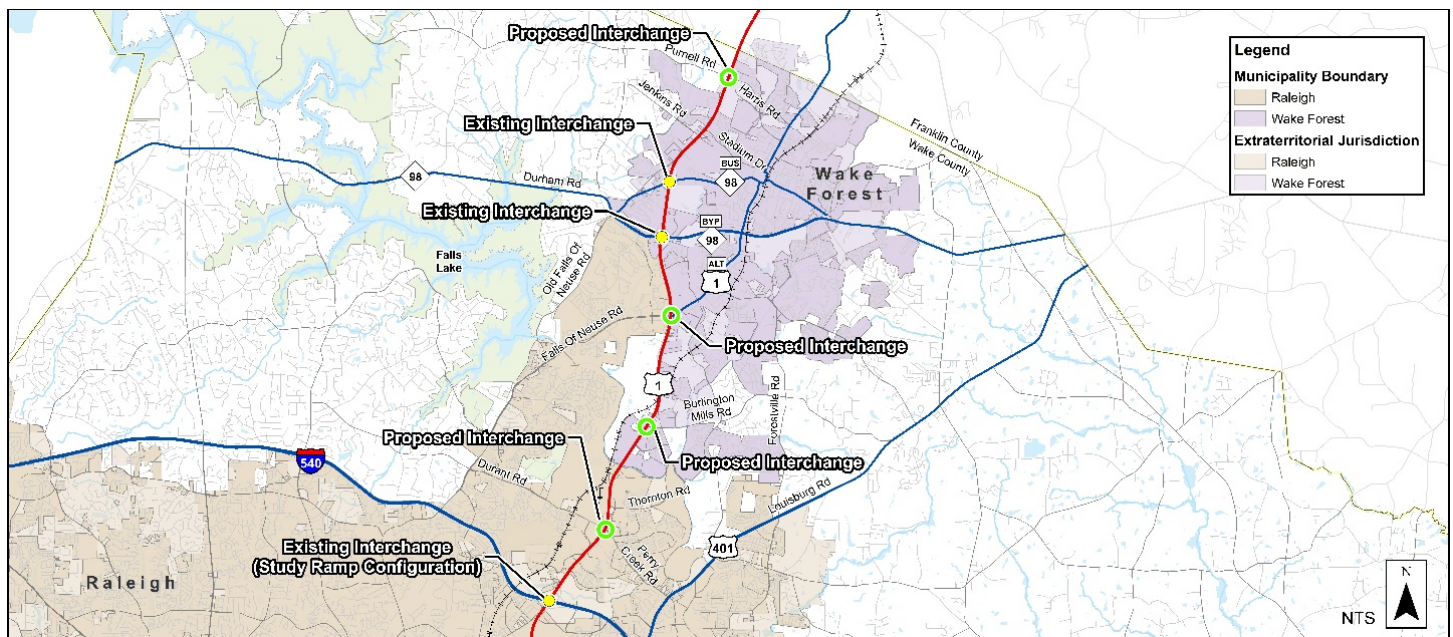 Proposed Interchange
Purnell Rd
Harris Rd
Jenkins Rd
Existing Interchange
Stadium Dr
BUS
98
98
Durham Rd
Wake
Forest
Franklin County
Wake County
Existing Interchange
BYP
98
ALT
1
Falls
Lake
Old Falls Of
Neuse Rd
Falls Of Neuse Rd
Proposed Interchange
1
Burlington
Mills Rd
Forestville Rd
Proposed Interchange
Proposed Interchange
540
Durant Rd
Thornton Rd
Louisburg Rd
401
Perry
Creek Rd
Existing Interchange
(Study Ramp Configuration)
Raleigh
Legend
Municipality Boundary
Raleigh
Wake Forest
Extraterritorial Jurisdiction
Raleigh
Wake Forest
N
NTS